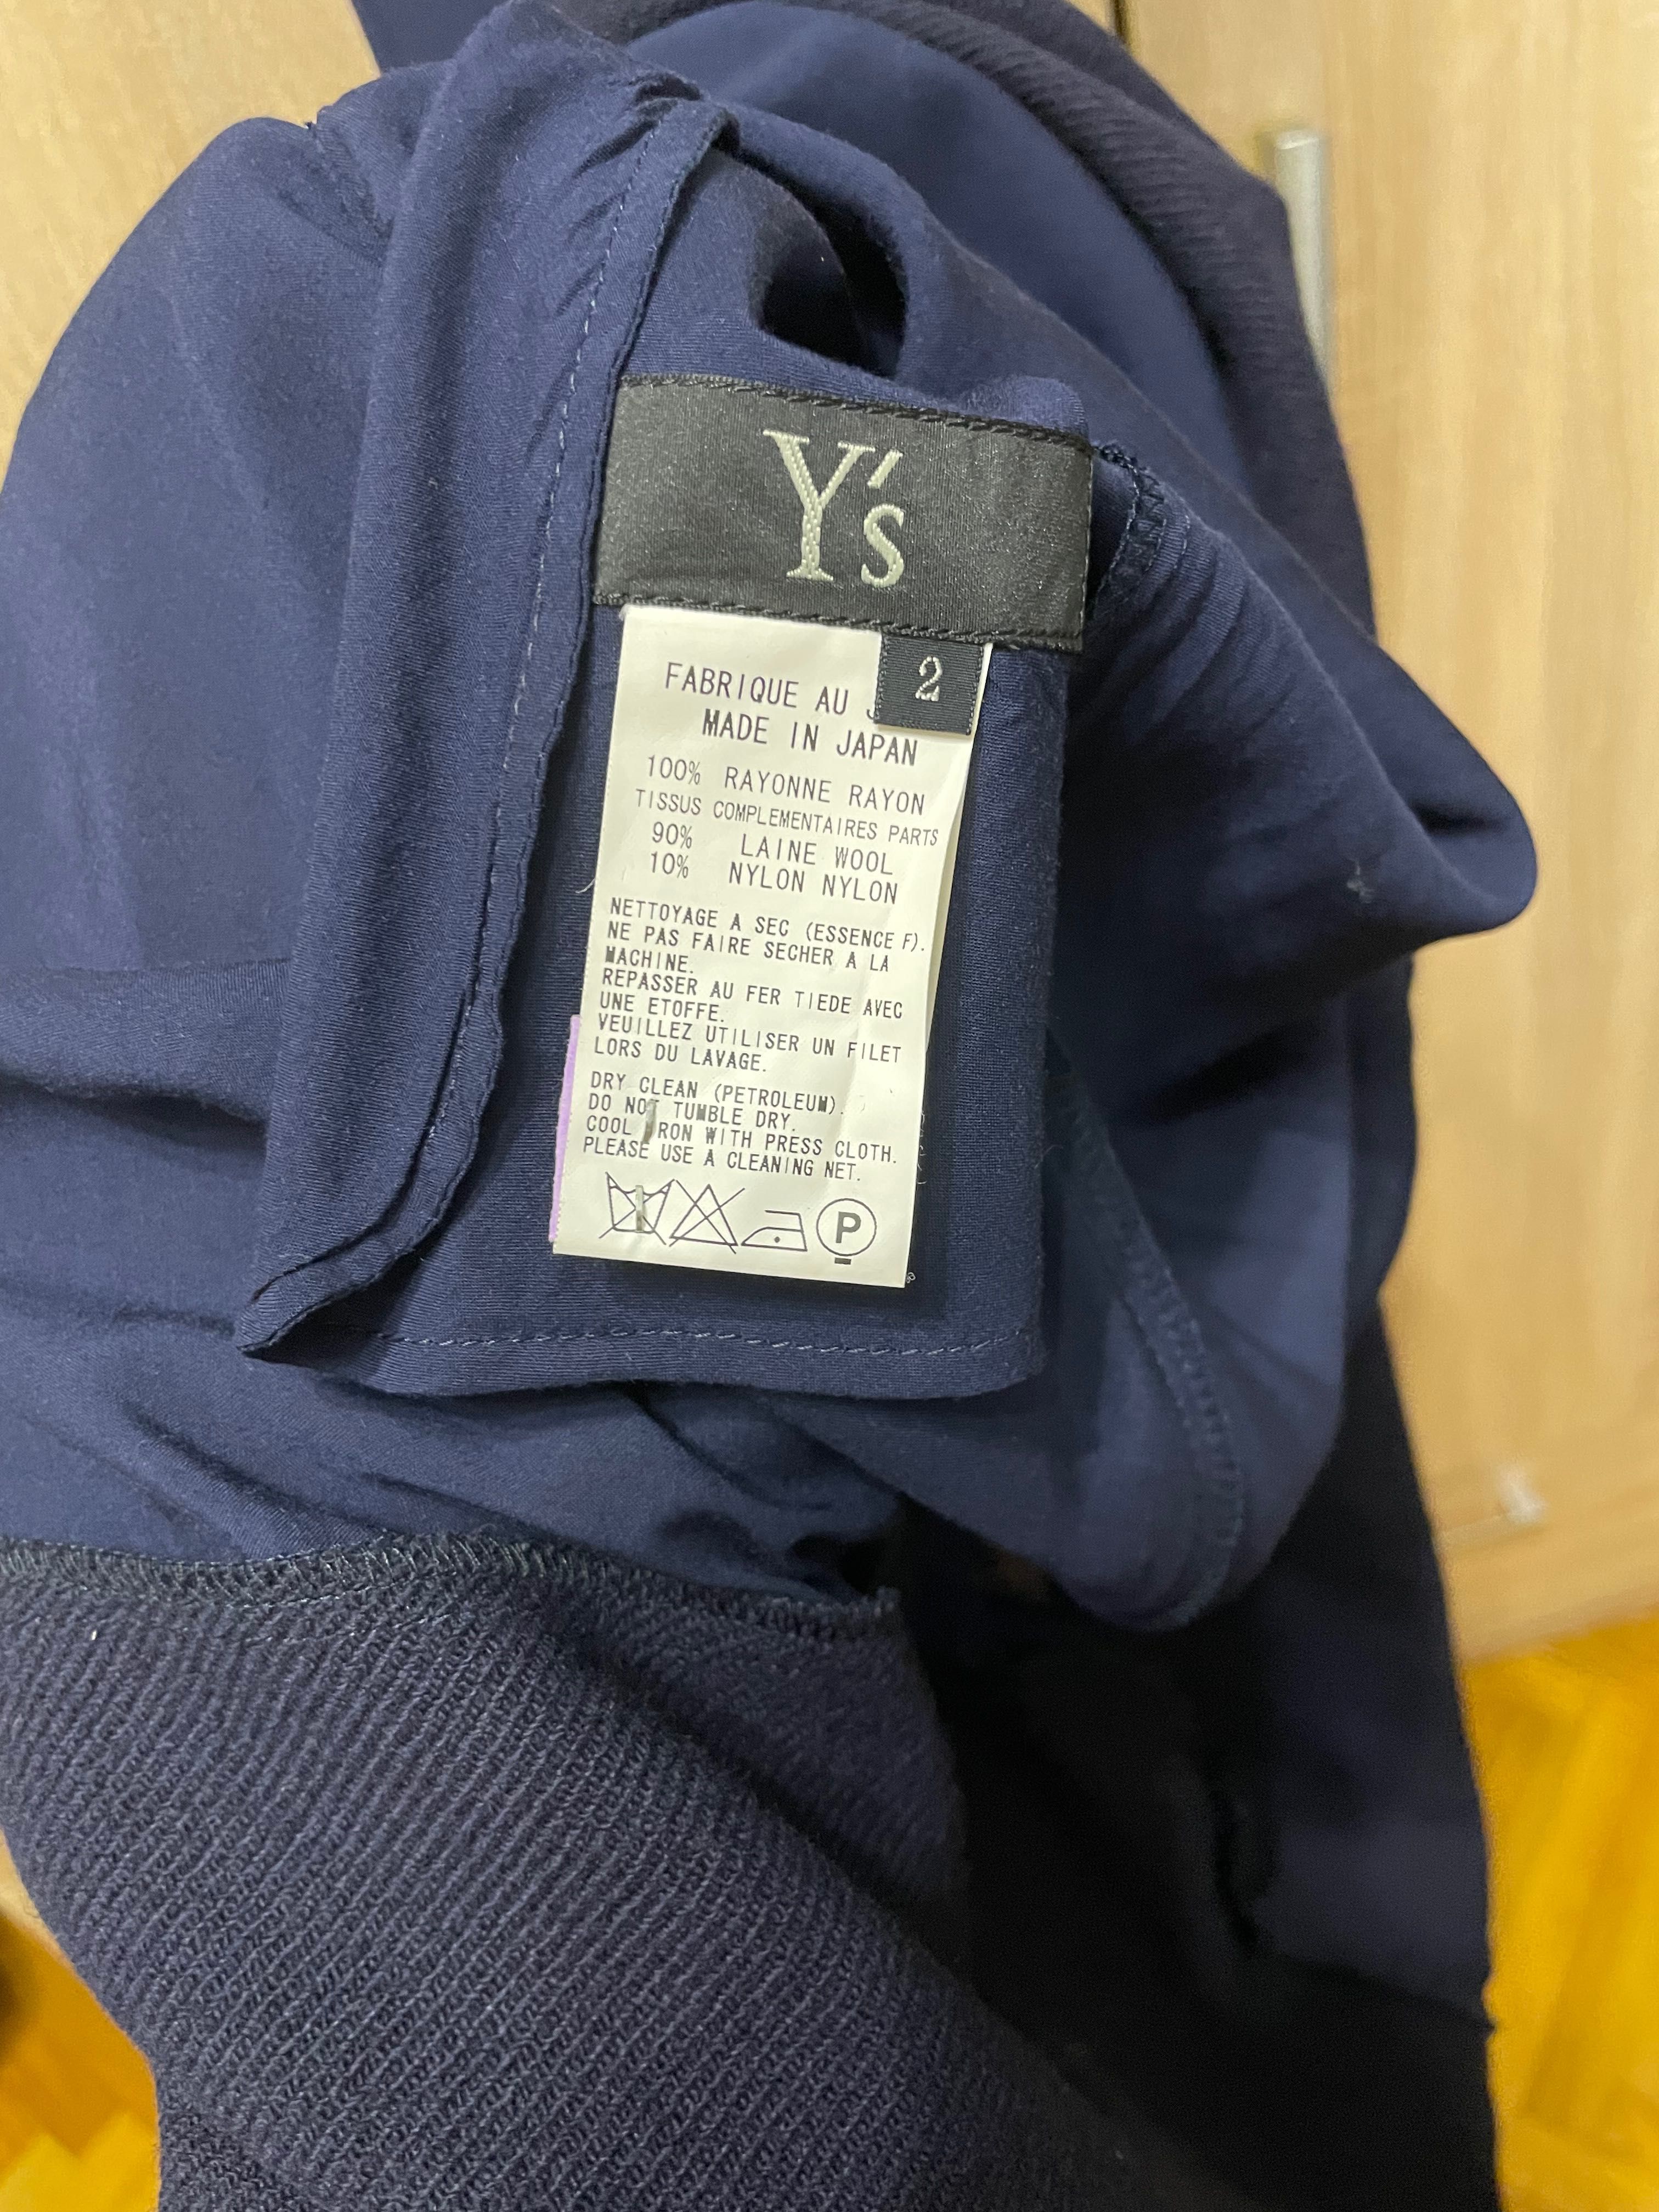 Y's
2
FABRIQUE AU J
MADE IN JAPAN
100% RAYONNE RAYON
TISSUS COMPLEMENTAIRES PARTS
90% LAINE WOOL
10% NYLON NYLON
NETTOYAGE A SEC (ESSENCE F).
NE PAS FAIRE SECHER A LA
MACHINE.
REPASSER AU FER TIEDE AVEC
UNE ETOFFE.
VEUILLEZ UTILISER UN FILET
LORS DU LAVAGE.
DRY CLEAN (PETROLEUM).
DO NOT TUMBLE DRY.
COOL IRON WITH PRESS CLOTH.
PLEASE USE A CLEANING NET.
P